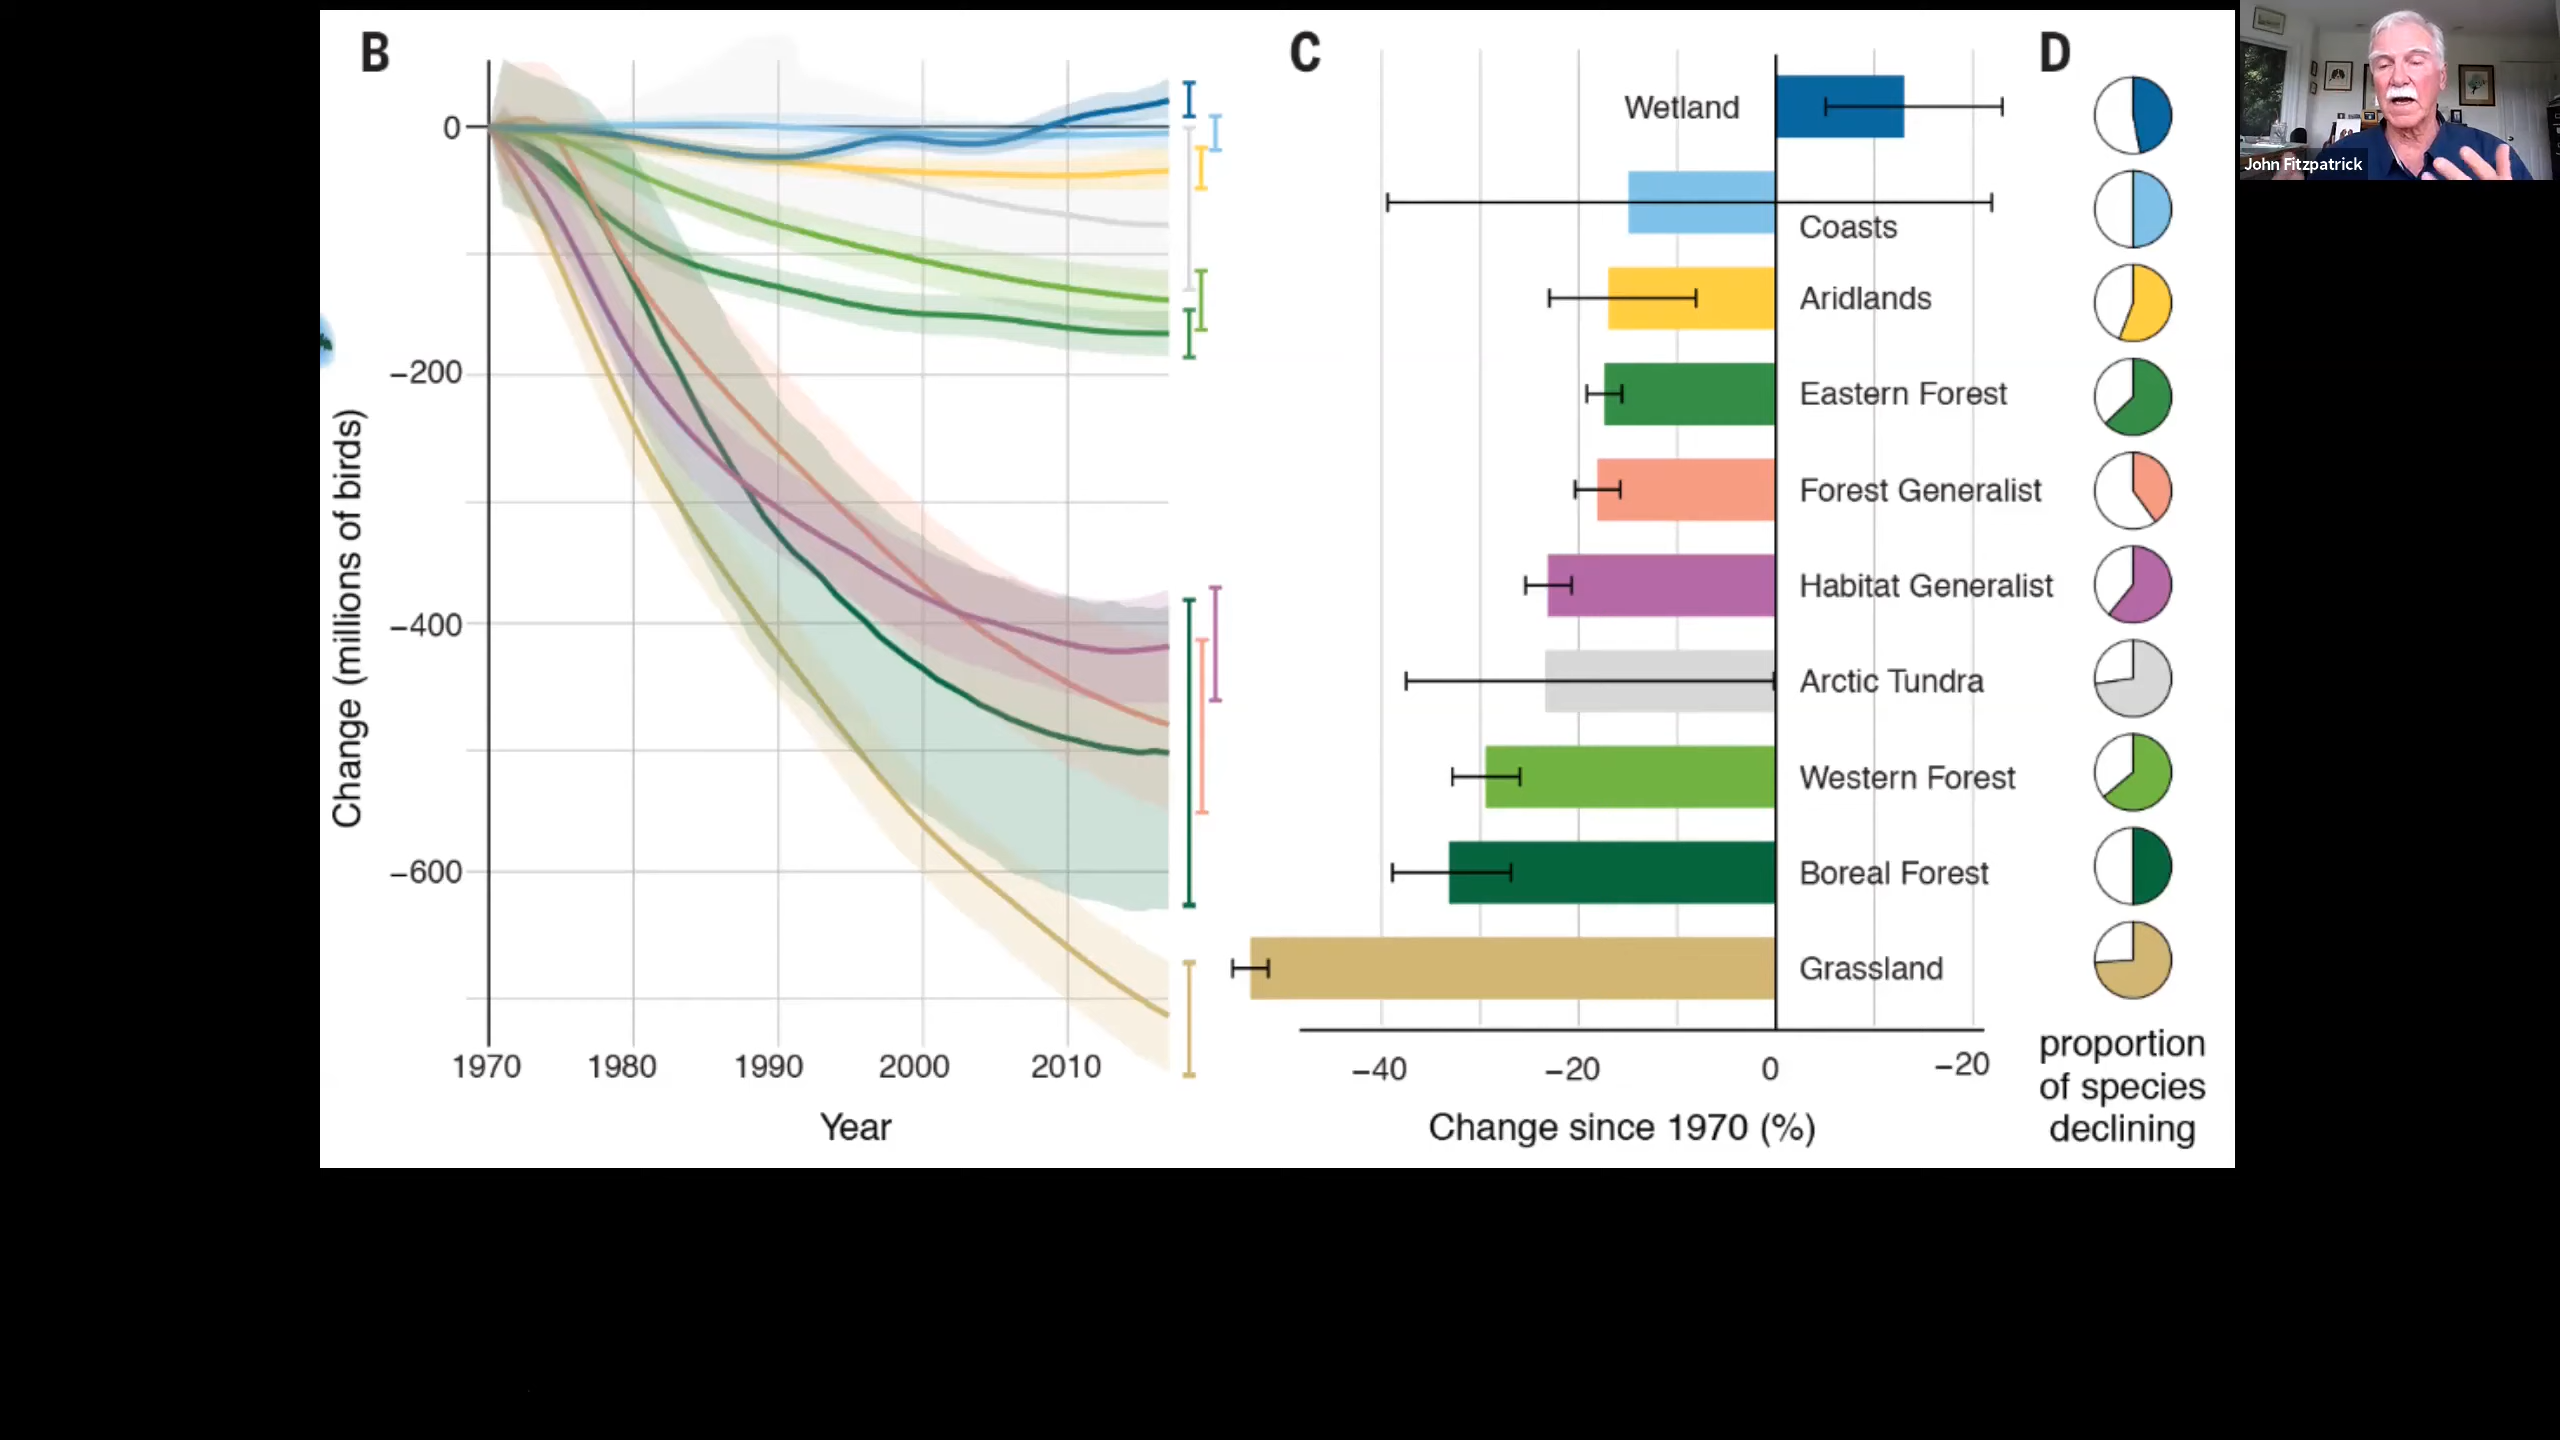 B
0
−200
−400
−600
Change (millions of birds)
1970 1980 1990 2000 2010
Year
C
Wetland
Coasts
Aridlands
Eastern Forest
Forest Generalist
Habitat Generalist
Arctic Tundra
Western Forest
Boreal Forest
Grassland
−40 −20 0 −20
Change since 1970 (%)
D
proportion
of species
declining
John Fitzpatrick